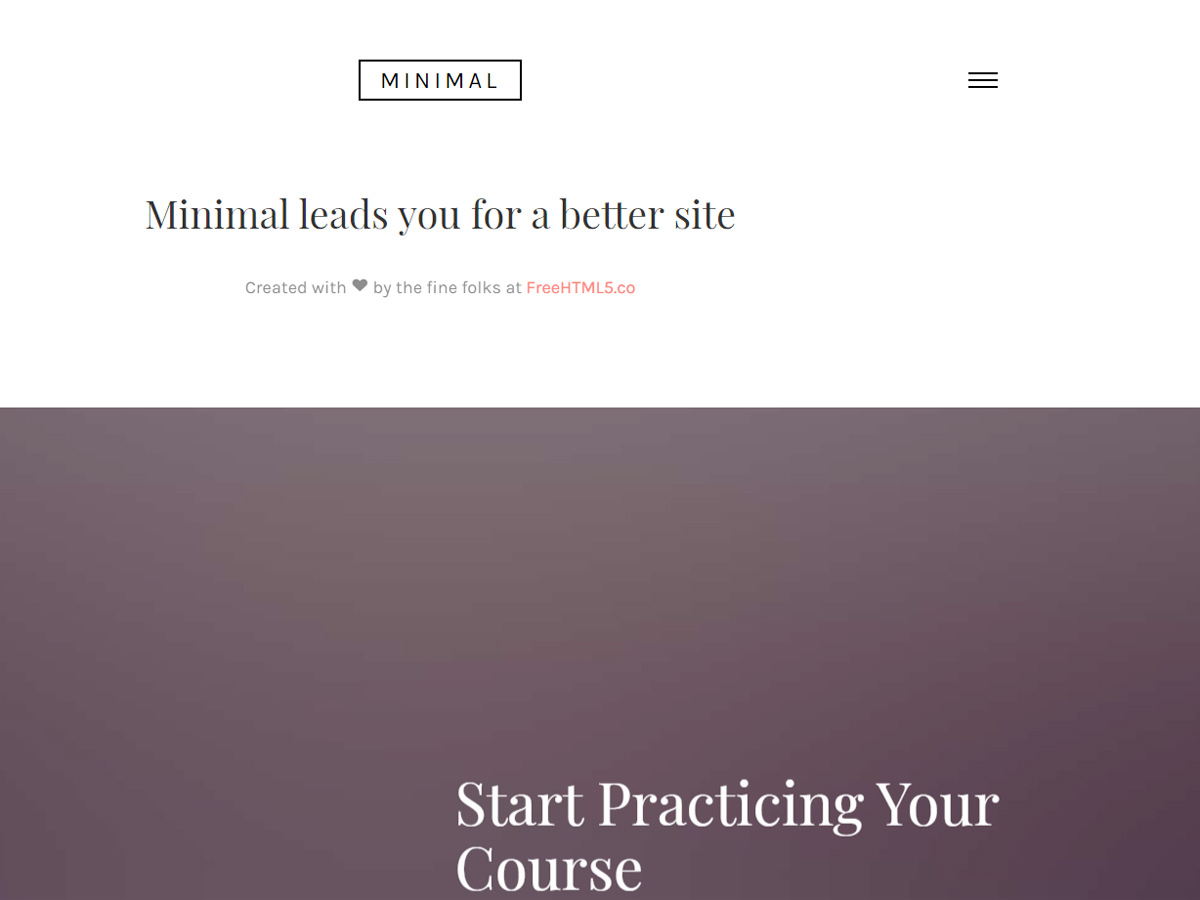 MINIMAL
Minimal leads you for a better site
Created with ❤ by the fine folks at FreeHTML5.co
Start Practicing Your
Course